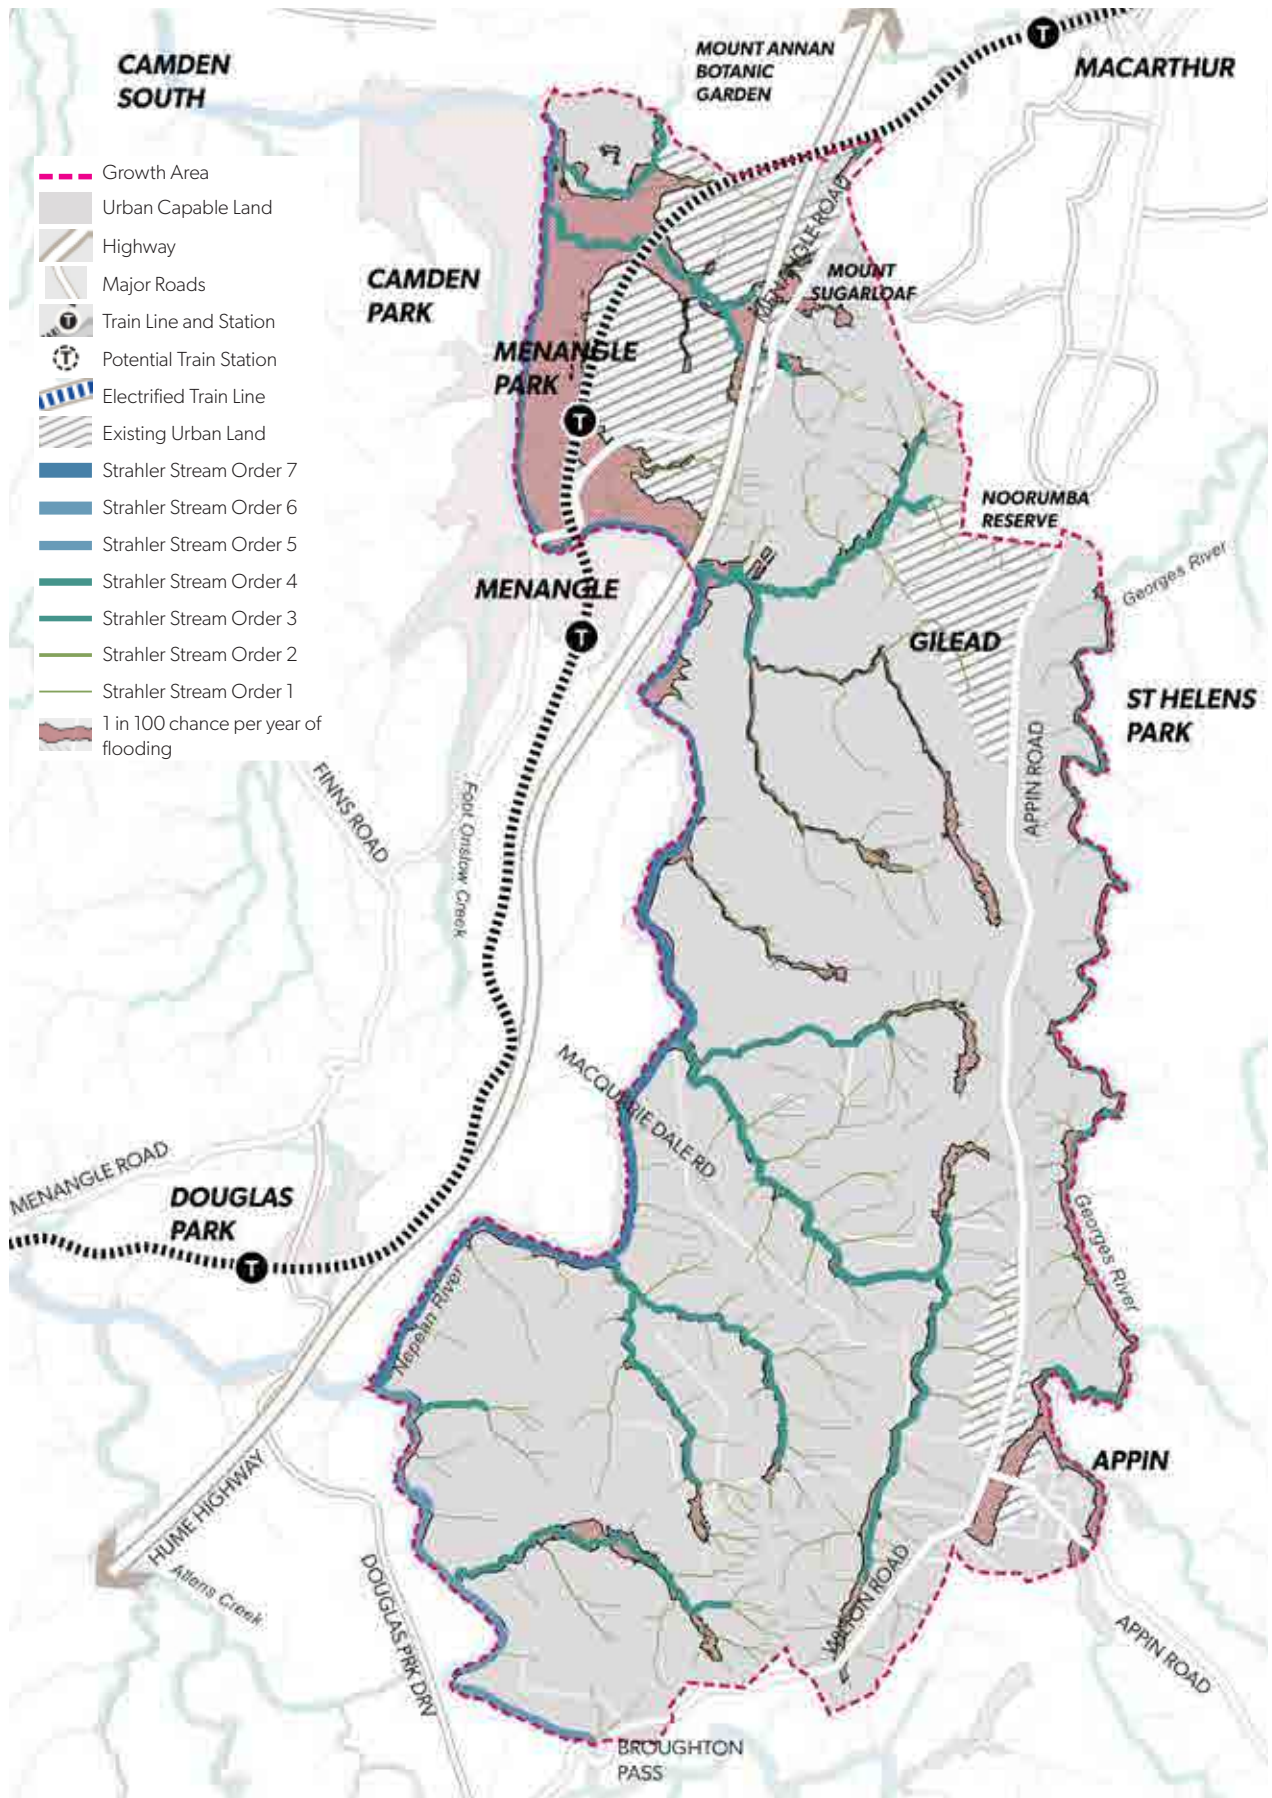 CAMDEN
SOUTH
MOUNT ANNAN
BOTANIC
GARDEN
T
MACARTHUR
Growth Area
Urban Capable Land
Highway
Major Roads
T
Train Line and Station
T
Potential Train Station
Electrified Train Line
Existing Urban Land
Strahler Stream Order 7
Strahler Stream Order 6
Strahler Stream Order 5
Strahler Stream Order 4
Strahler Stream Order 3
Strahler Stream Order 2
Strahler Stream Order 1
1 in 100 chance per year of
flooding
CAMDEN
PARK
MENANGLE ROAD
MOUNT
SUGARLOAF
MENANGLE
PARK
T
NOORUMBA
RESERVE
Georges River
MENANGLE
T
GILEAD
ST HELENS
PARK
APPIN ROAD
FINNS ROAD
Foot Onslow Creek
MACQUARIE DALE RD
MENANGLE ROAD
DOUGLAS
PARK
T
Georges River
Nepean River
HUME HIGHWAY
Allens Creek
DOUGLAS PRK DRV
APPIN
WILTON ROAD
APPIN ROAD
BROUGHTON
PASS